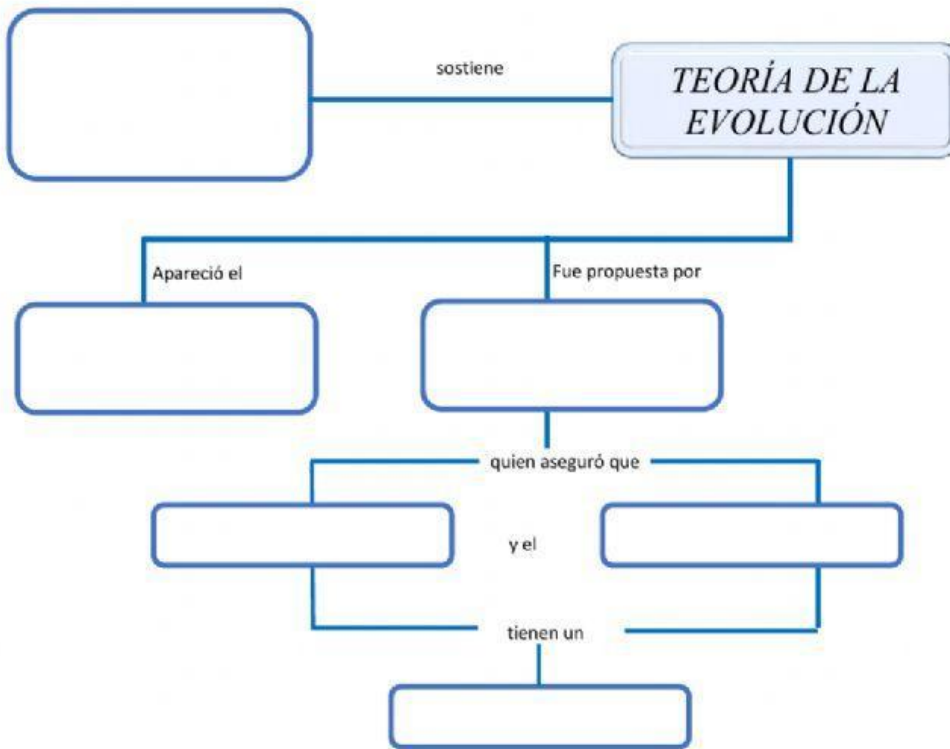 sostiene
TEORÍA DE LA
EVOLUCIÓN
Apareció el
Fue propuesta por
quien aseguró que
y el
tienen un